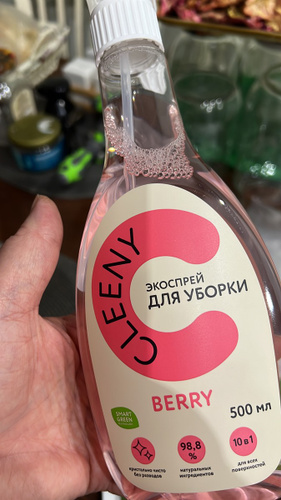 CLEENY
ЭКОСПРЕЙ
ДЛЯ УБОРКИ
BERRY
500 мл
SMART
GREEN
98,8
%
10 в 1
кристально чисто
без разводов
натуральных
ингредиентов
для всех
поверхностей